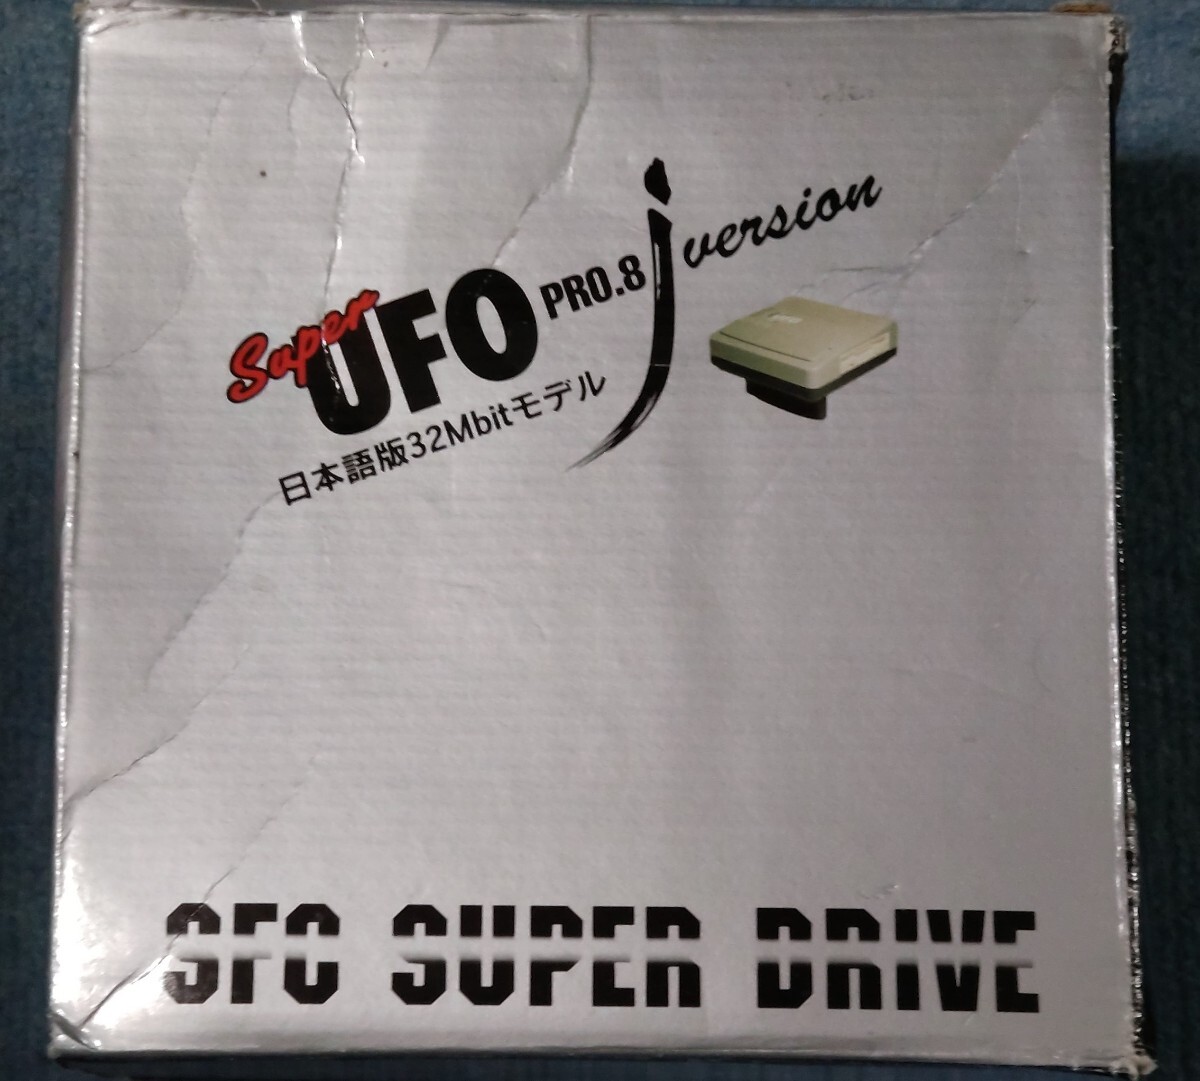 Super UFO PRO.8 j version
日本語版32Mbitモデル
SFC SUPER DRIVE